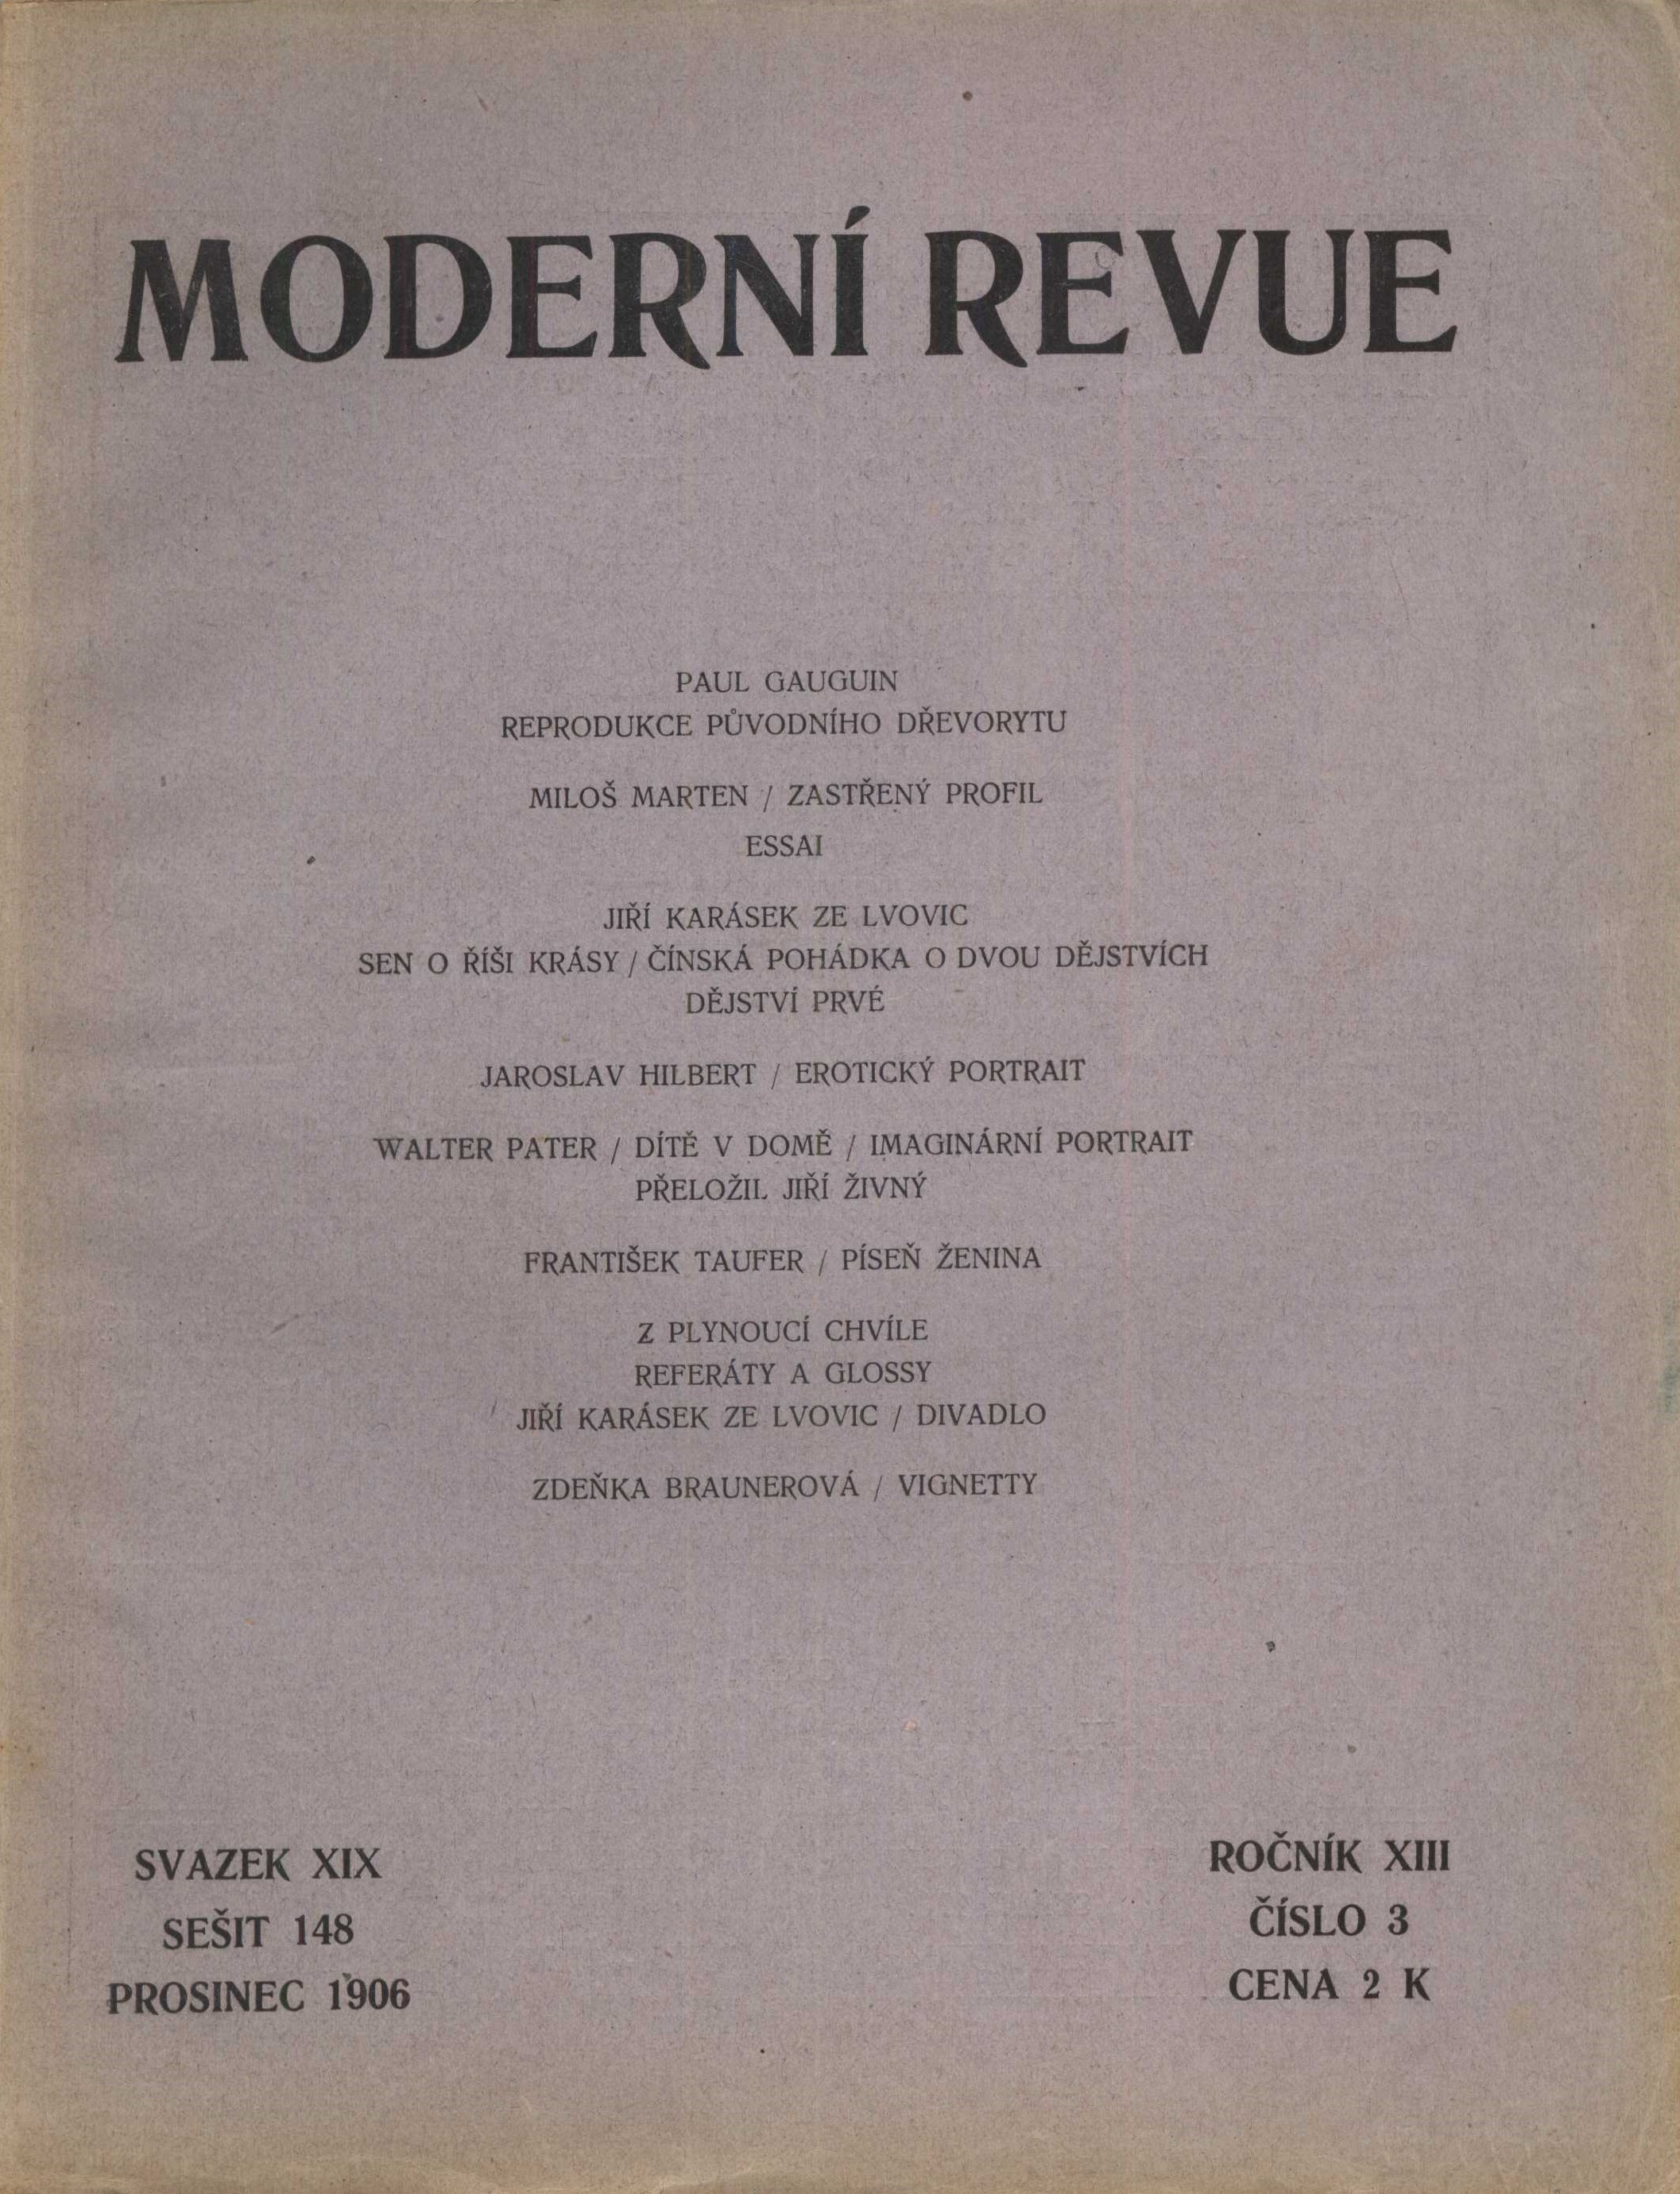 MODERNÍ REVUE
PAUL GAUGUIN
REPRODUKCE PŮVODNÍHO DŘEVORYTU
MILOŠ MARTEN / ZASTŘENÝ PROFIL
ESSAI
JIŘÍ KARÁSEK ZE LVOVIC
SEN O ŘÍŠI KRÁSY / ČÍNSKÁ POHÁDKA O DVOU DĚJSTVÍCH
DĚJSTVÍ PRVÉ
JAROSLAV HILBERT / EROTICKÝ PORTRAIT
WALTER PATER / DÍTĚ V DOMĚ / IMAGINÁRNÍ PORTRAIT
PŘELOŽIL JIŘÍ ŽIVNÝ
FRANTIŠEK TAUFER / PÍSEŇ ŽENINA
Z PLYNOUCÍ CHVÍLE
REFERÁTY A GLOSSY
JIŘÍ KARÁSEK ZE LVOVIC / DIVADLO
ZDEŇKA BRAUNEROVÁ / VIGNETTY
SVAZEK XIX
SEŠIT 148
PROSINEC 1906
ROČNÍK XIII
ČÍSLO 3
CENA 2 K